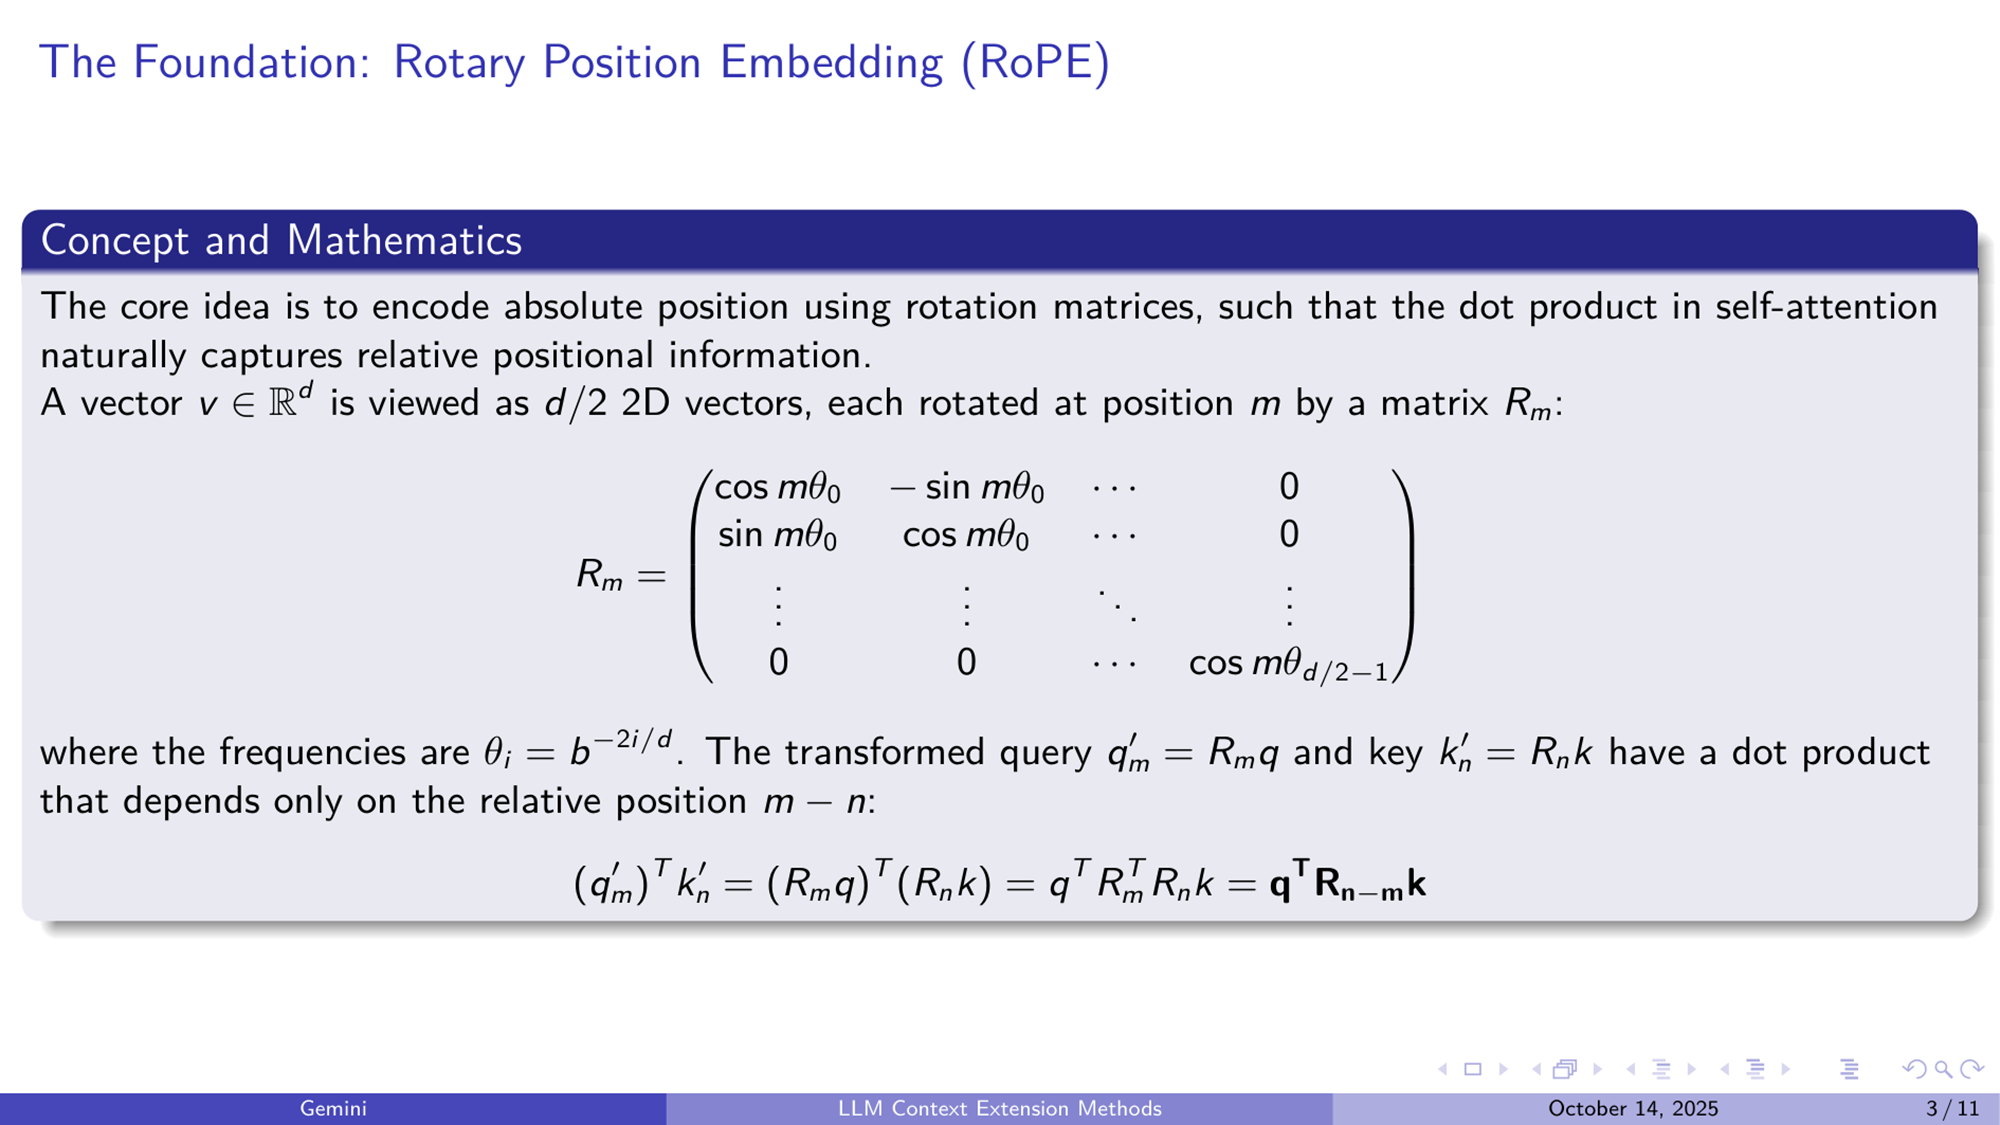 The Foundation: Rotary Position Embedding (RoPE)
Concept and Mathematics
The core idea is to encode absolute position using rotation matrices, such that the dot product in self-attention
naturally captures relative positional information.
A vector v ∈ ℝ^d is viewed as d/2 2D vectors, each rotated at position m by a matrix R_m:
cos mθ_0 − sin mθ_0 ⋯ 0
sin mθ_0 cos mθ_0 ⋯ 0
R_m =
⋮ ⋮ ⋱ ⋮
0 0 ⋯ cos mθ_{d/2−1}
where the frequencies are θ_i = b^{−2i/d}. The transformed query q′_m = R_m q and key k′_n = R_n k have a dot product
that depends only on the relative position m − n:
(q′_m)^T k′_n = (R_m q)^T (R_n k) = q^T R_m^T R_n k = q^T R_{n−m} k
Gemini LLM Context Extension Methods October 14, 2025 3 / 11